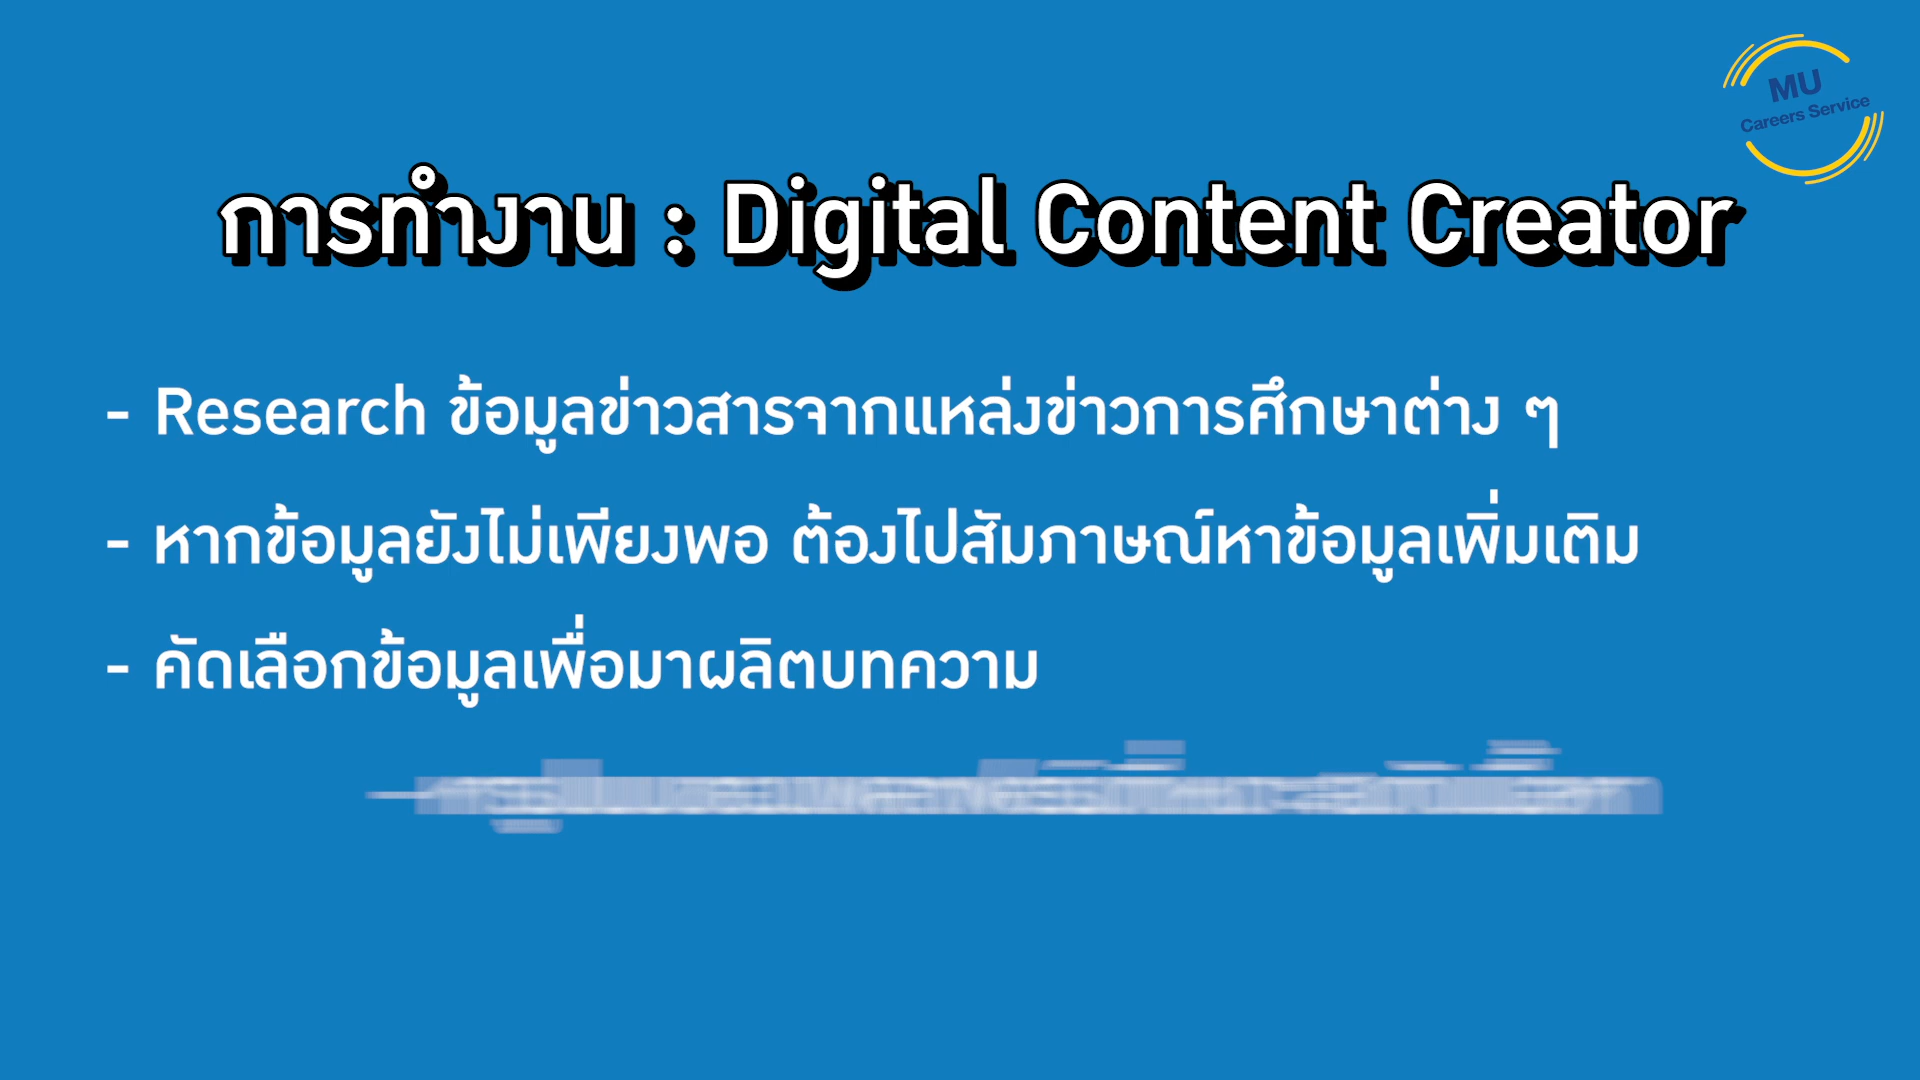 MU
Careers Service
การทำงาน : Digital Content Creator
- Research ข้อมูลข่าวสารจากแหล่งข่าวการศึกษาต่าง ๆ
- หากข้อมูลยังไม่เพียงพอ ต้องไปสัมภาษณ์หาข้อมูลเพิ่มเติม
- คัดเลือกข้อมูลเพื่อมาผลิตบทความ